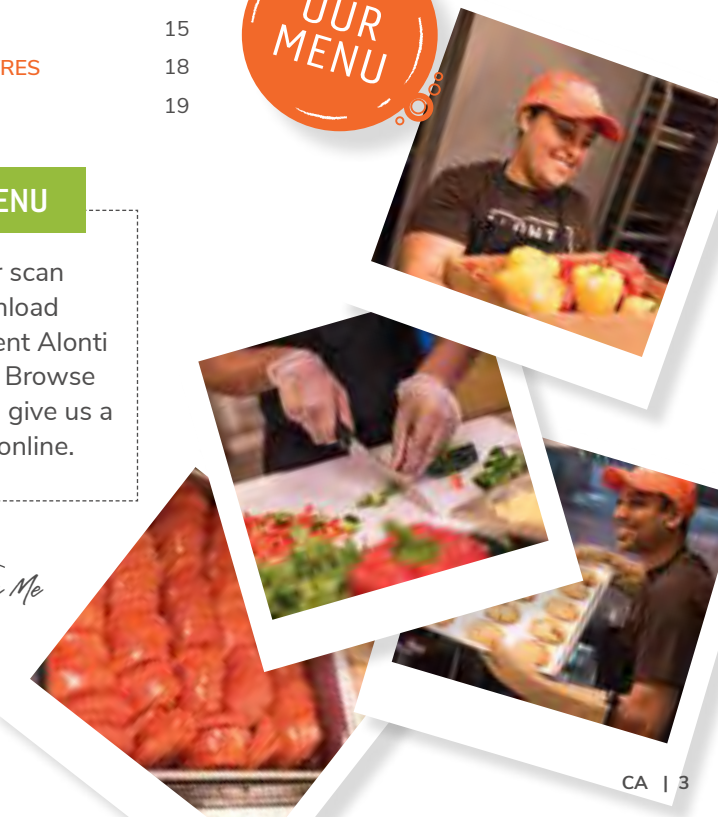 15
RES 18
19
OUR
MENU
ENU
r scan
nload
ent Alonti
Browse
give us a
online.
Me
CA | 3